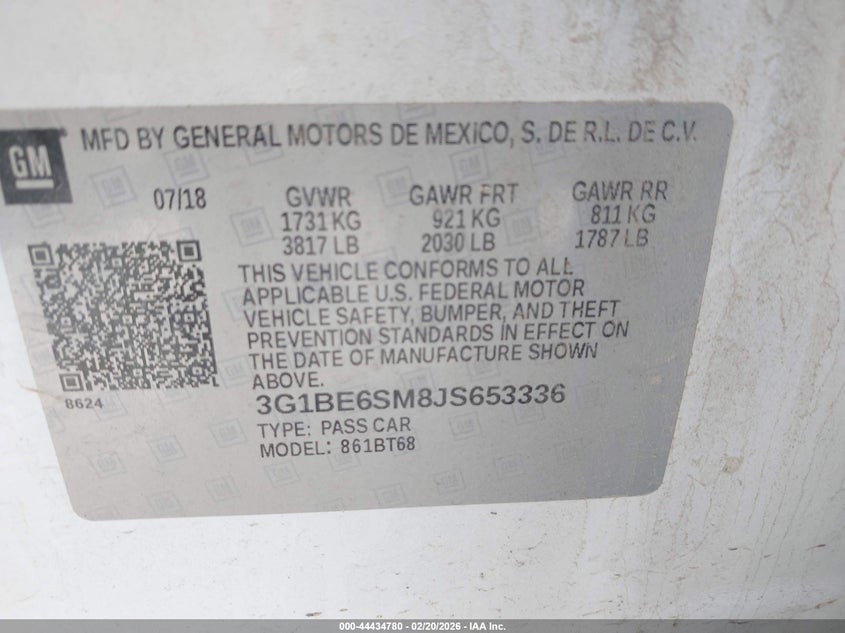 GM
MFD BY GENERAL MOTORS DE MEXICO, S. DE R.L. DE C.V.
07/18 GVWR GAWR FRT GAWR RR
1731 KG 921 KG 811 KG
3817 LB 2030 LB 1787 LB
THIS VEHICLE CONFORMS TO ALL
APPLICABLE U.S. FEDERAL MOTOR
VEHICLE SAFETY, BUMPER, AND THEFT
PREVENTION STANDARDS IN EFFECT ON
THE DATE OF MANUFACTURE SHOWN
ABOVE.
8624
3G1BE6SM8JS653336
TYPE: PASS CAR
MODEL: 861BT68
000-44434780 - 02/20/2026 - IAA Inc.